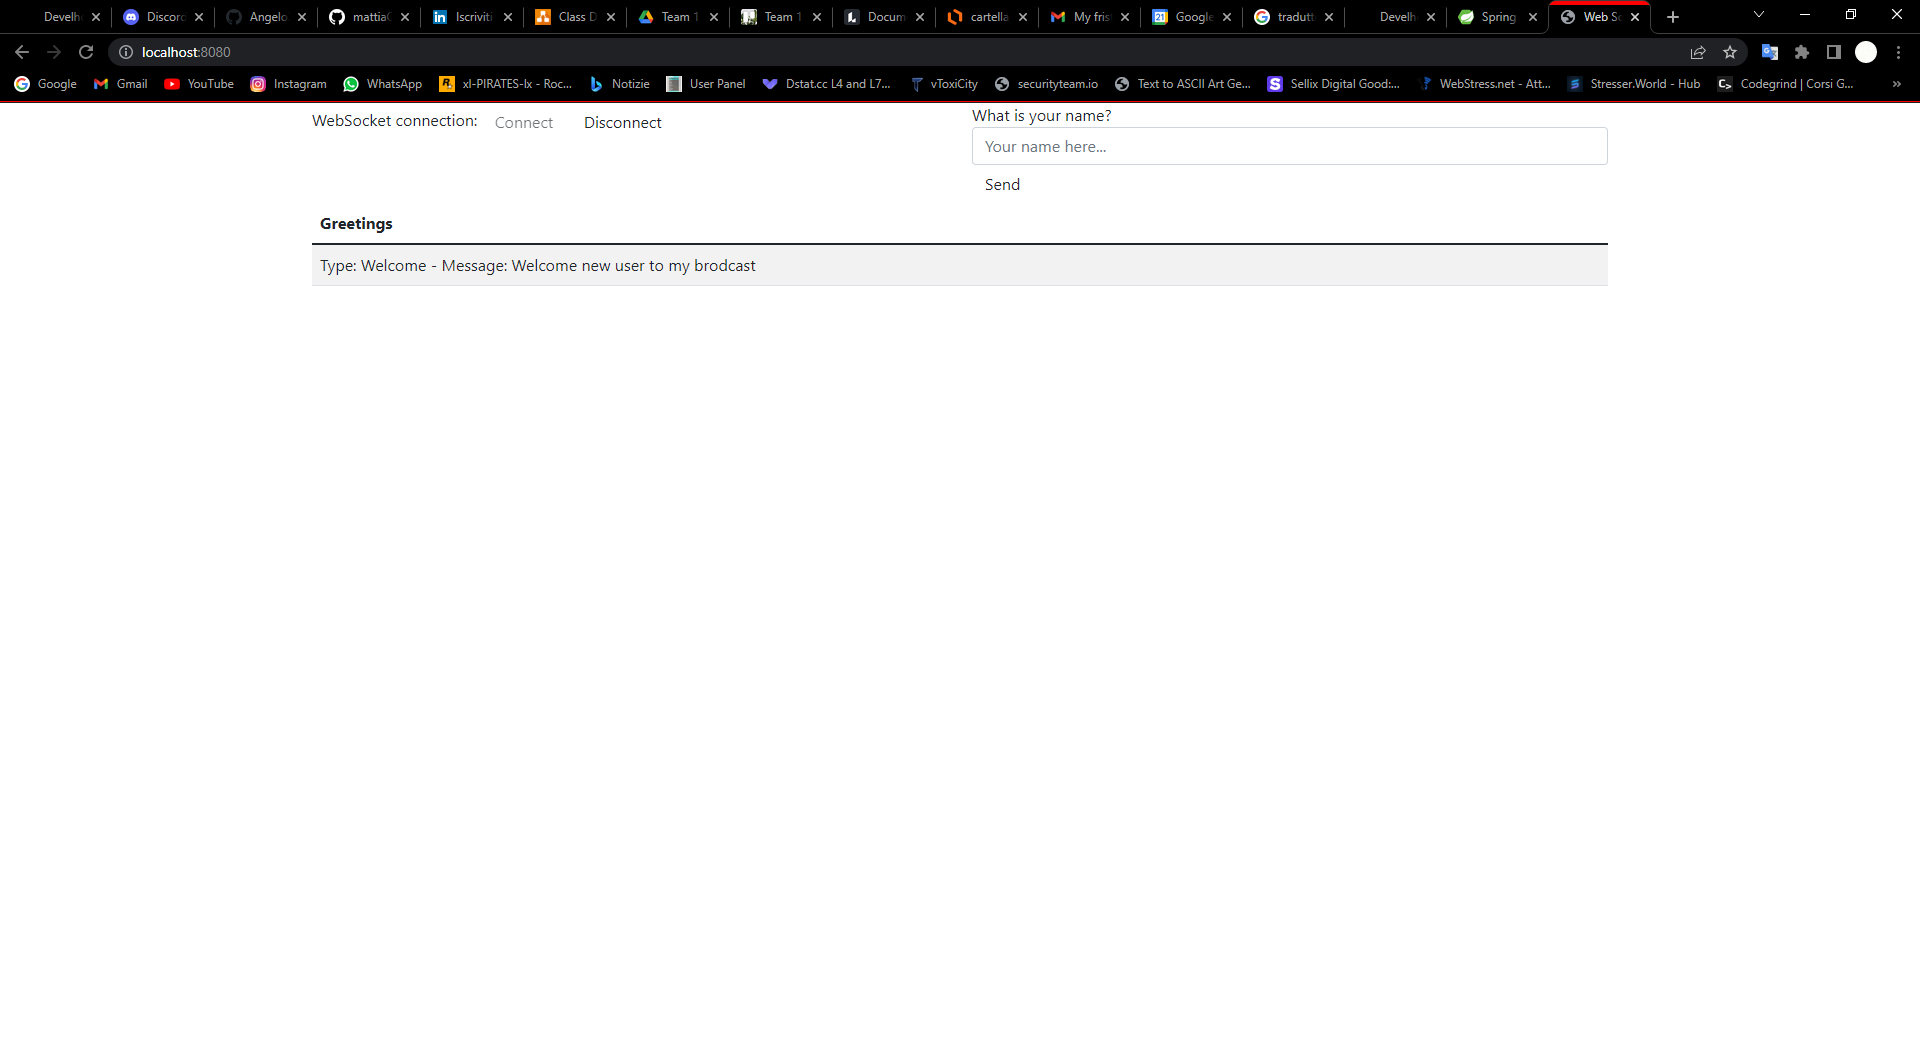 Develh Discord Angelo mattiaC Iscriviti Class D Team 1 Team 1 Docum cartella My fris Google tradutt Develh Spring Web So
localhost:8080
Google Gmail YouTube Instagram WhatsApp xl-PIRATES-lx - Roc... Notizie User Panel Dstat.cc L4 and L7... vToxiCity securityteam.io Text to ASCII Art Ge... Sellix Digital Good:... WebStress.net - Att... Stresser.World - Hub Codegrind | Corsi G... »
WebSocket connection: Connect Disconnect
What is your name?
Your name here...
Send
Greetings
Type: Welcome - Message: Welcome new user to my brodcast